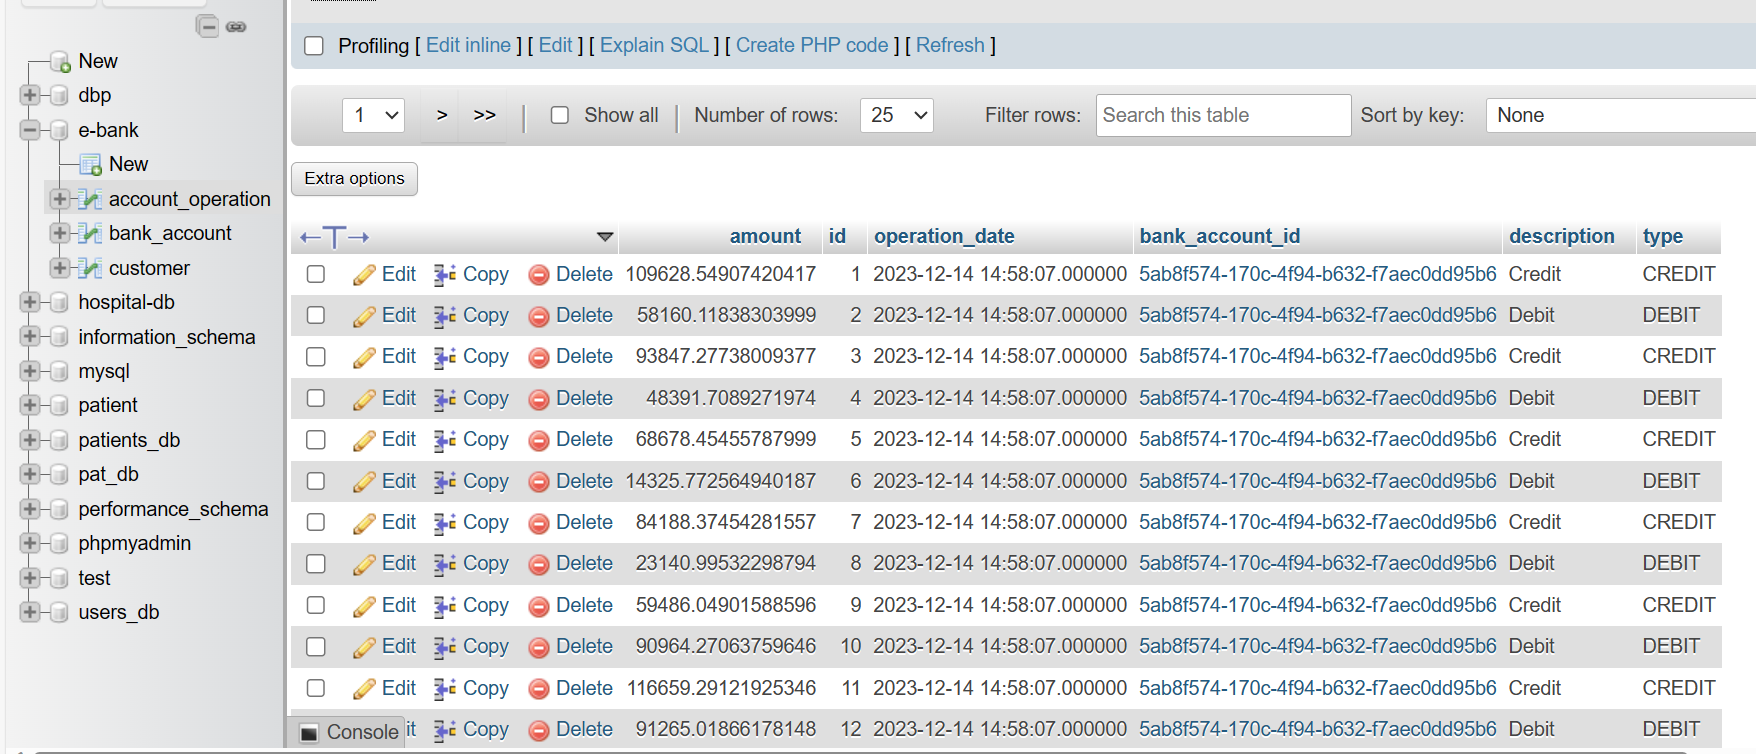 Profiling [ Edit inline ] [ Edit ] [ Explain SQL ] [ Create PHP code ] [ Refresh ]
1 > >> Show all Number of rows: 25 Filter rows: Search this table Sort by key: None
Extra options
New
dbp
e-bank
New
account_operation
bank_account
customer
hospital-db
information_schema
mysql
patient
patients_db
pat_db
performance_schema
phpmyadmin
test
users_db
amount id operation_date bank_account_id description type
Edit Copy Delete 109628.54907420417 1 2023-12-14 14:58:07.000000 5ab8f574-170c-4f94-b632-f7aec0dd95b6 Credit CREDIT
Edit Copy Delete 58160.11838303999 2 2023-12-14 14:58:07.000000 5ab8f574-170c-4f94-b632-f7aec0dd95b6 Debit DEBIT
Edit Copy Delete 93847.27738009377 3 2023-12-14 14:58:07.000000 5ab8f574-170c-4f94-b632-f7aec0dd95b6 Credit CREDIT
Edit Copy Delete 48391.7089271974 4 2023-12-14 14:58:07.000000 5ab8f574-170c-4f94-b632-f7aec0dd95b6 Debit DEBIT
Edit Copy Delete 68678.45455787999 5 2023-12-14 14:58:07.000000 5ab8f574-170c-4f94-b632-f7aec0dd95b6 Credit CREDIT
Edit Copy Delete 14325.772564940187 6 2023-12-14 14:58:07.000000 5ab8f574-170c-4f94-b632-f7aec0dd95b6 Debit DEBIT
Edit Copy Delete 84188.37454281557 7 2023-12-14 14:58:07.000000 5ab8f574-170c-4f94-b632-f7aec0dd95b6 Credit CREDIT
Edit Copy Delete 23140.99532298794 8 2023-12-14 14:58:07.000000 5ab8f574-170c-4f94-b632-f7aec0dd95b6 Debit DEBIT
Edit Copy Delete 59486.04901588596 9 2023-12-14 14:58:07.000000 5ab8f574-170c-4f94-b632-f7aec0dd95b6 Credit CREDIT
Edit Copy Delete 90964.27063759646 10 2023-12-14 14:58:07.000000 5ab8f574-170c-4f94-b632-f7aec0dd95b6 Debit DEBIT
Edit Copy Delete 116659.29121925346 11 2023-12-14 14:58:07.000000 5ab8f574-170c-4f94-b632-f7aec0dd95b6 Credit CREDIT
Console it Copy Delete 91265.01866178148 12 2023-12-14 14:58:07.000000 5ab8f574-170c-4f94-b632-f7aec0dd95b6 Debit DEBIT